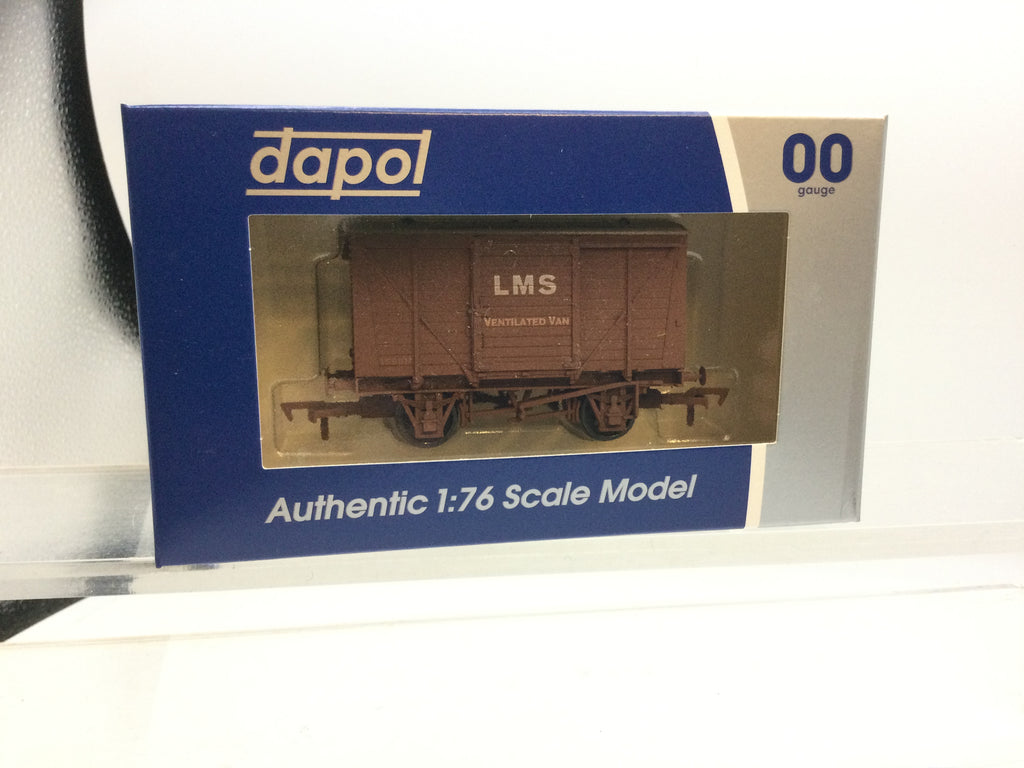 dapol
00
gauge
LMS
VENTILATED VAN
L
Authentic 1:76 Scale Model